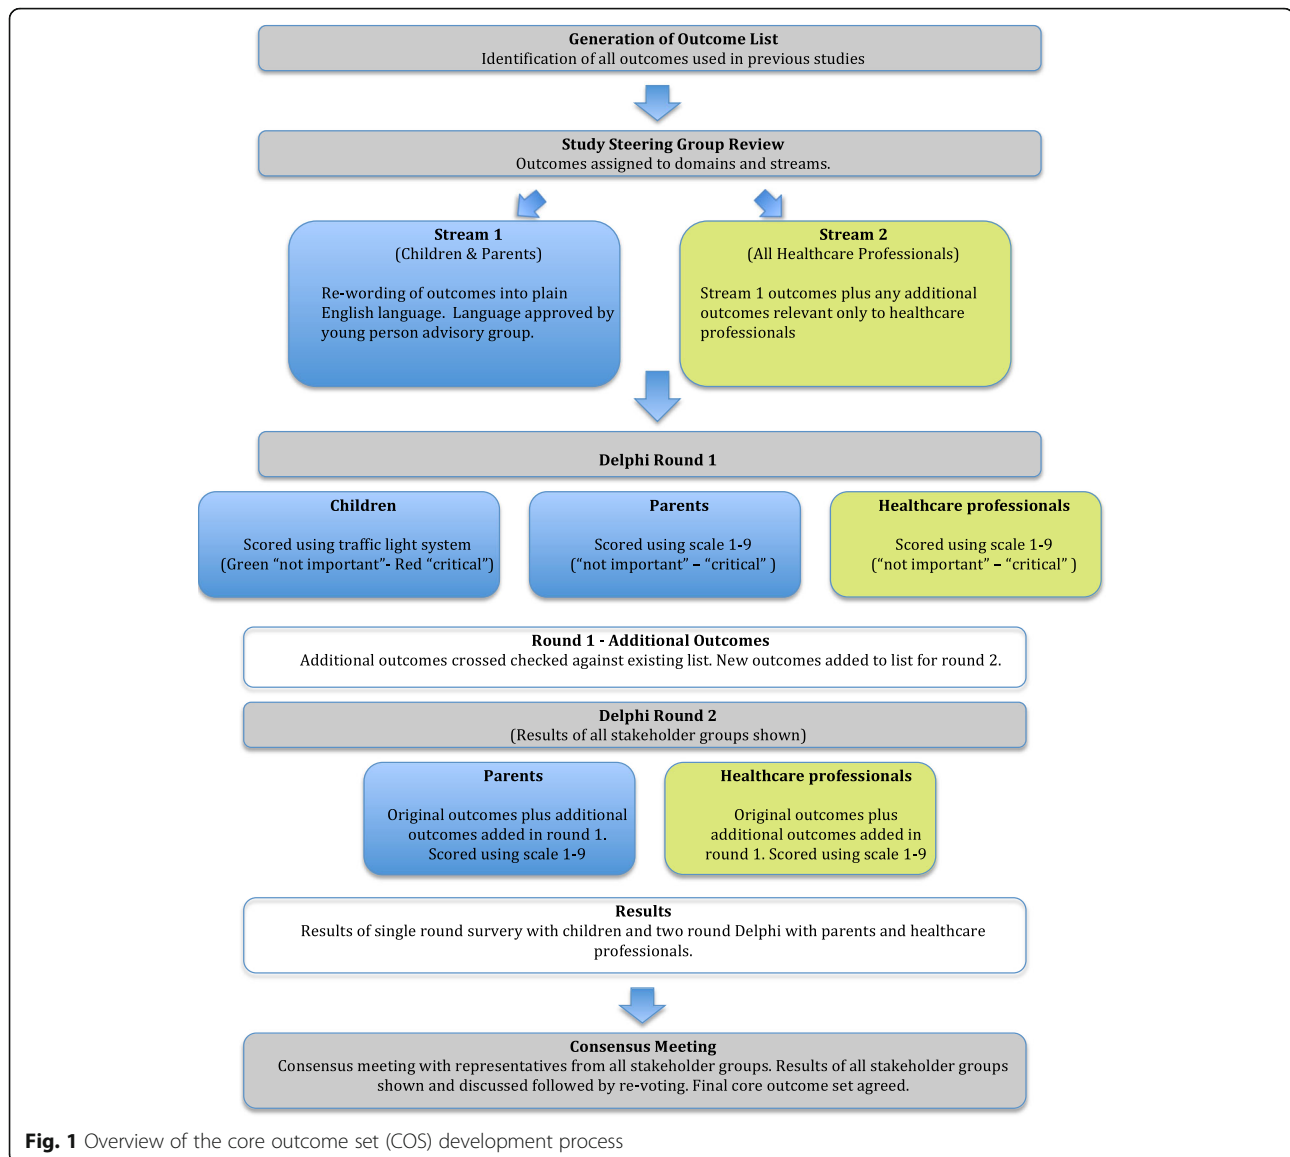 Generation of Outcome List
Identification of all outcomes used in previous studies
Study Steering Group Review
Outcomes assigned to domains and streams.
Stream 1
(Children & Parents)
Re-wording of outcomes into plain
English language.  Language approved by
young person advisory group.
Stream 2
(All Healthcare Professionals)
Stream 1 outcomes plus any additional
outcomes relevant only to healthcare
professionals
Delphi Round 1
Children
Scored using traffic light system
(Green “not important”- Red “critical”)
Parents
Scored using scale 1-9
(“not important” – “critical” )
Healthcare professionals
Scored using scale 1-9
(“not important” – “critical” )
Round 1 - Additional Outcomes
Additional outcomes crossed checked against existing list. New outcomes added to list for round 2.
Delphi Round 2
(Results of all stakeholder groups shown)
Parents
Original outcomes plus additional
outcomes added in round 1.
Scored using scale 1-9
Healthcare professionals
Original outcomes plus
additional outcomes added in
round 1. Scored using scale 1-9
Results
Results of single round survery with children and two round Delphi with parents and healthcare
professionals.
Consensus Meeting
Consensus meeting with representatives from all stakeholder groups. Results of all stakeholder groups
shown and discussed followed by re-voting. Final core outcome set agreed.
Fig. 1 Overview of the core outcome set (COS) development process